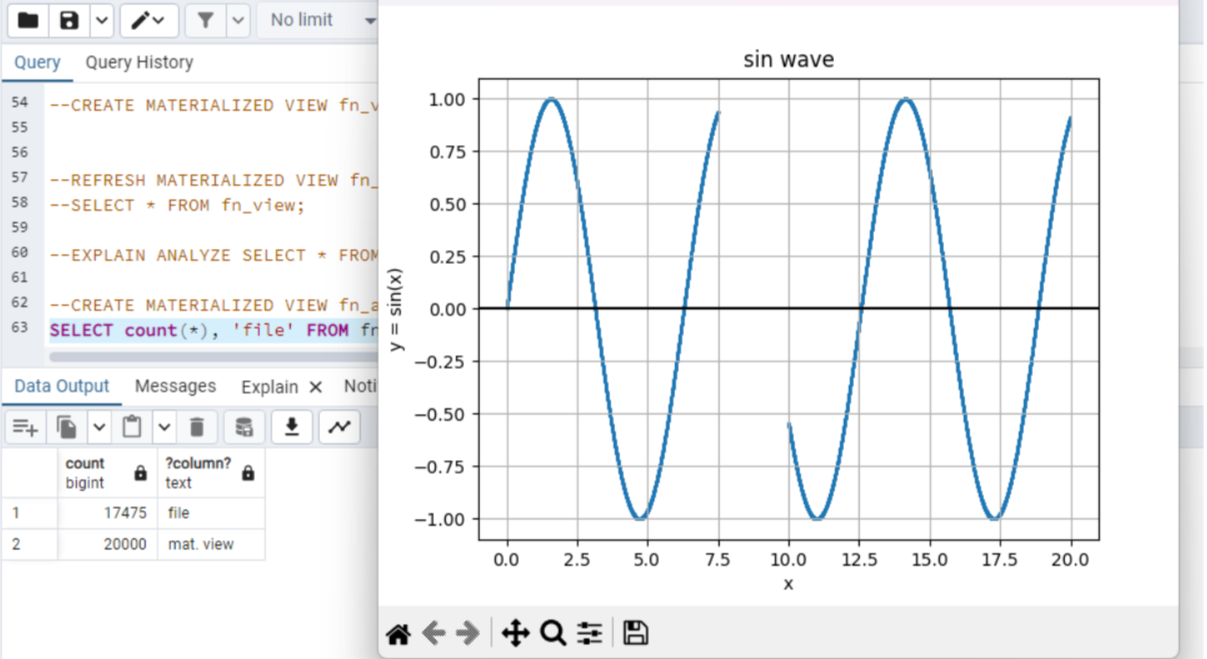 No limit
Query Query History
54 --CREATE MATERIALIZED VIEW fn_v
55
56
57 --REFRESH MATERIALIZED VIEW fn_
58 --SELECT * FROM fn_view;
59
60 --EXPLAIN ANALYZE SELECT * FROM
61
62 --CREATE MATERIALIZED VIEW fn_a
63 SELECT count(*), 'file' FROM fn
Data Output Messages Explain Noti
count ?column?
bigint text
1 17475 file
2 20000 mat. view
sin wave
1.00
0.75
0.50
0.25
0.00
−0.25
−0.50
−0.75
−1.00
y = sin(x)
0.0 2.5 5.0 7.5 10.0 12.5 15.0 17.5 20.0
x